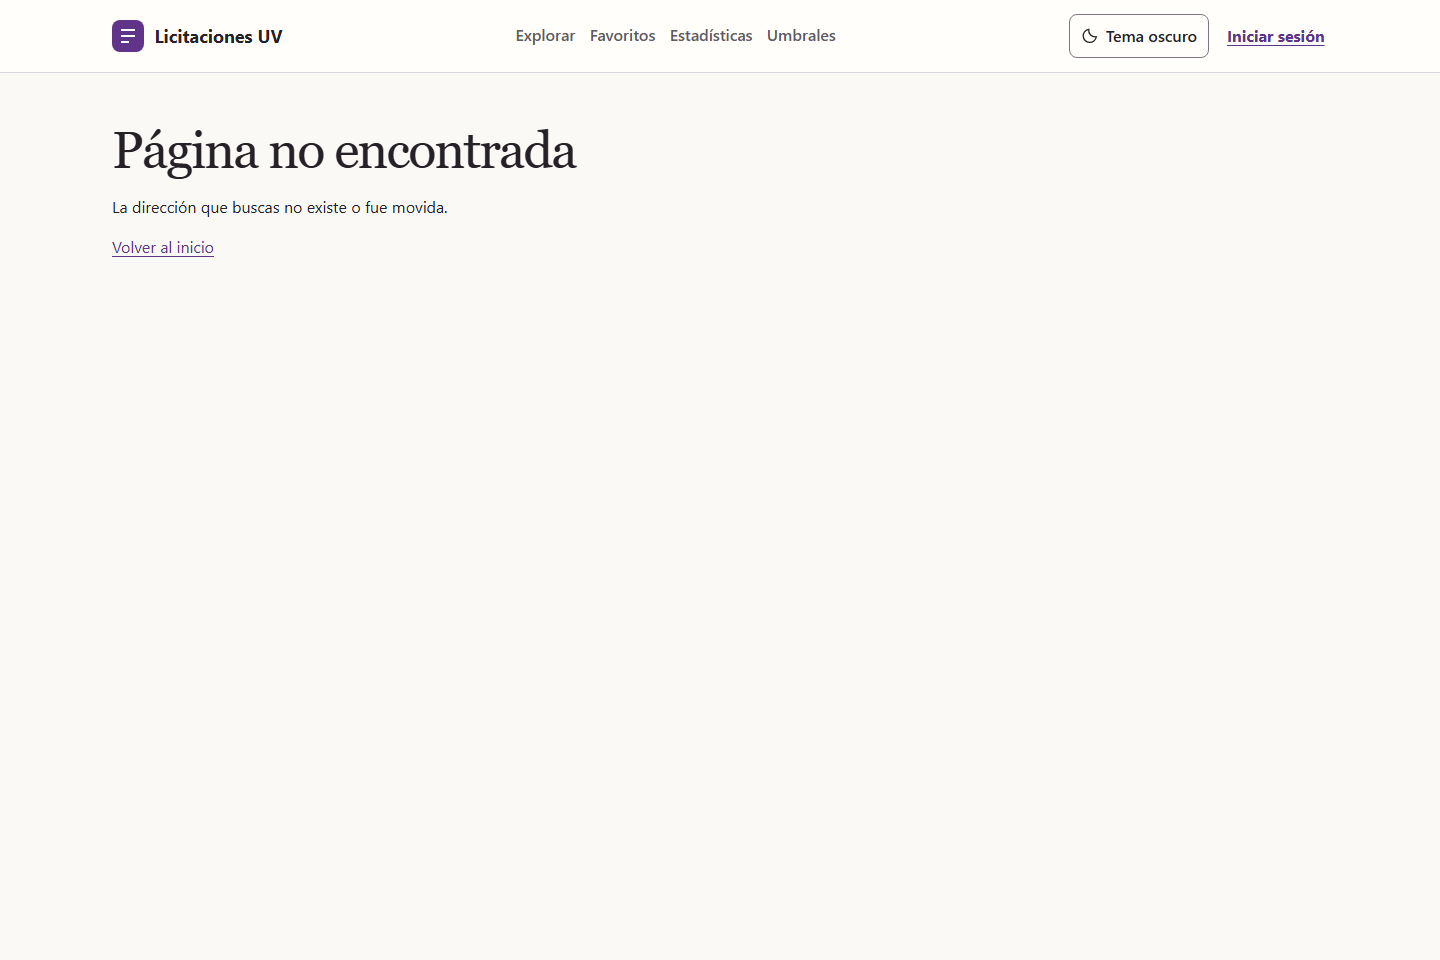 Licitaciones UV
Explorar Favoritos Estadísticas Umbrales
Tema oscuro
Iniciar sesión
Página no encontrada
La dirección que buscas no existe o fue movida.
Volver al inicio